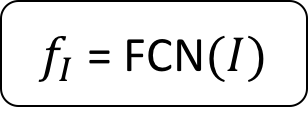 f_I = FCN(I)